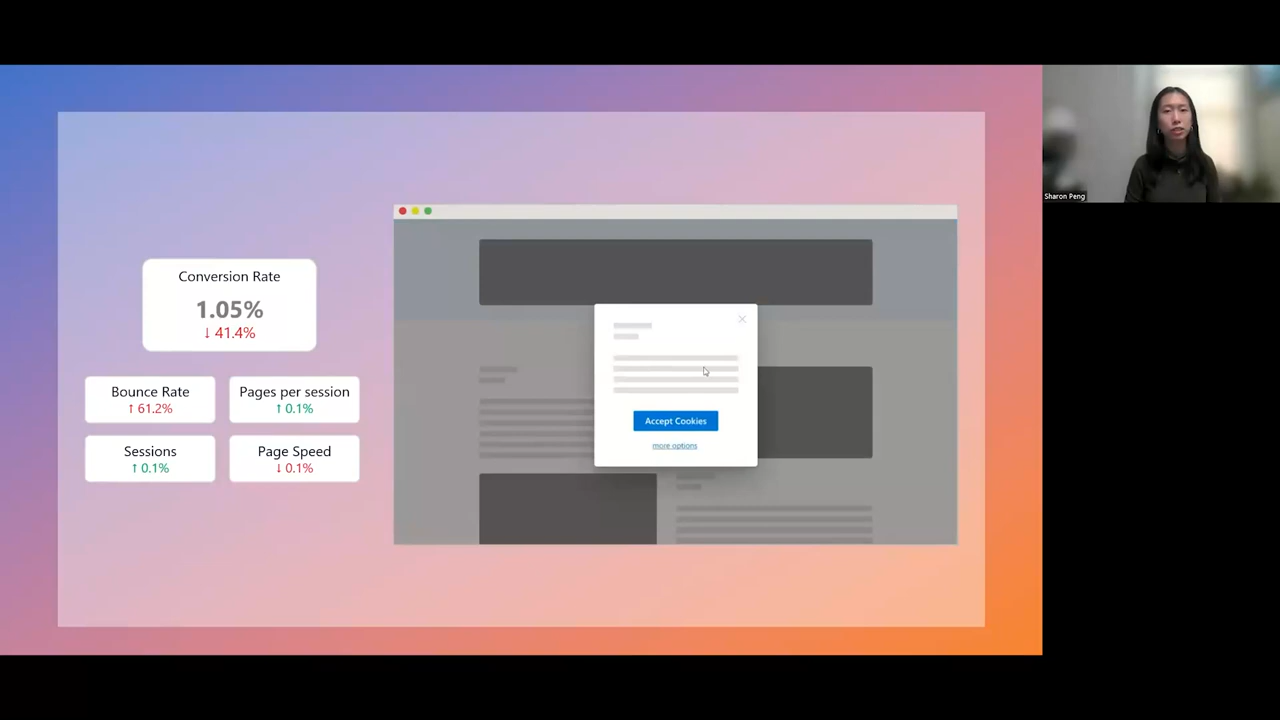 Conversion Rate
1.05%
↓ 41.4%
Bounce Rate
↑ 61.2%
Pages per session
↑ 0.1%
Sessions
↑ 0.1%
Page Speed
↓ 0.1%
Accept Cookies
more options
Sharon Peng